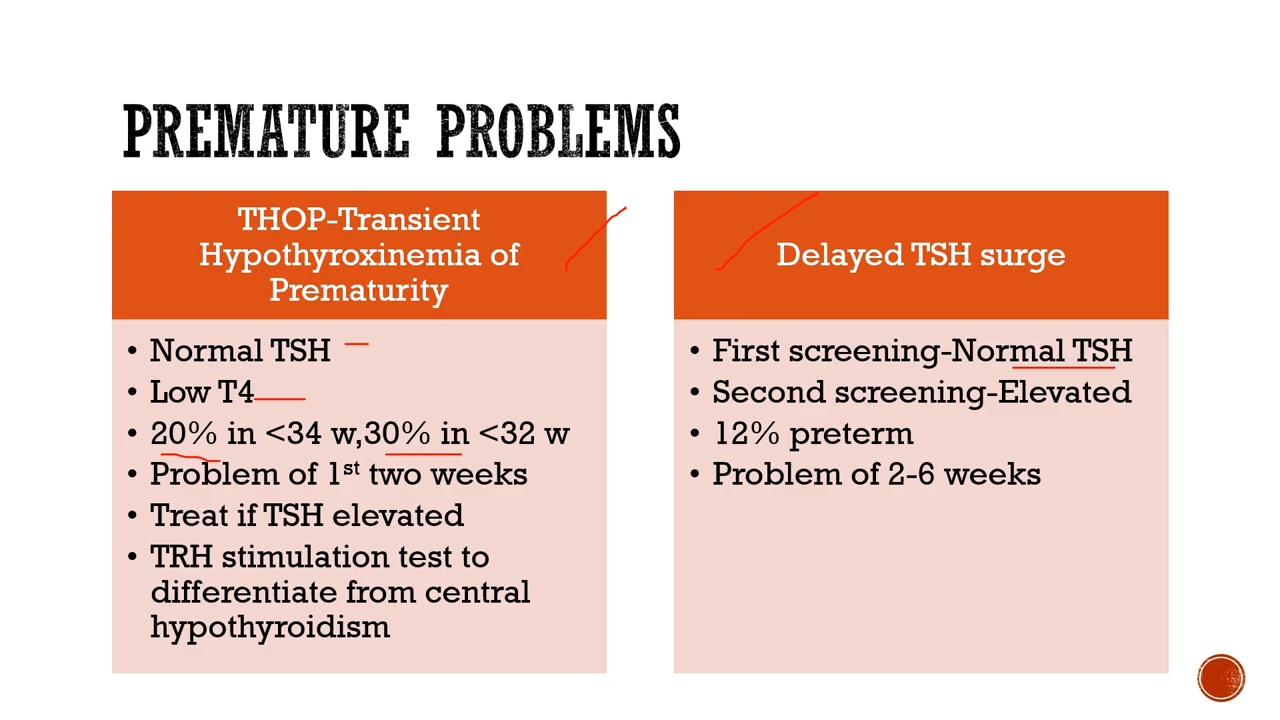 PREMATURE PROBLEMS
THOP-Transient
Hypothyroxinemia of
Prematurity
• Normal TSH
• Low T4
• 20% in <34 w,30% in <32 w
• Problem of 1st two weeks
• Treat if TSH elevated
• TRH stimulation test to
differentiate from central
hypothyroidism
Delayed TSH surge
• First screening-Normal TSH
• Second screening-Elevated
• 12% preterm
• Problem of 2-6 weeks